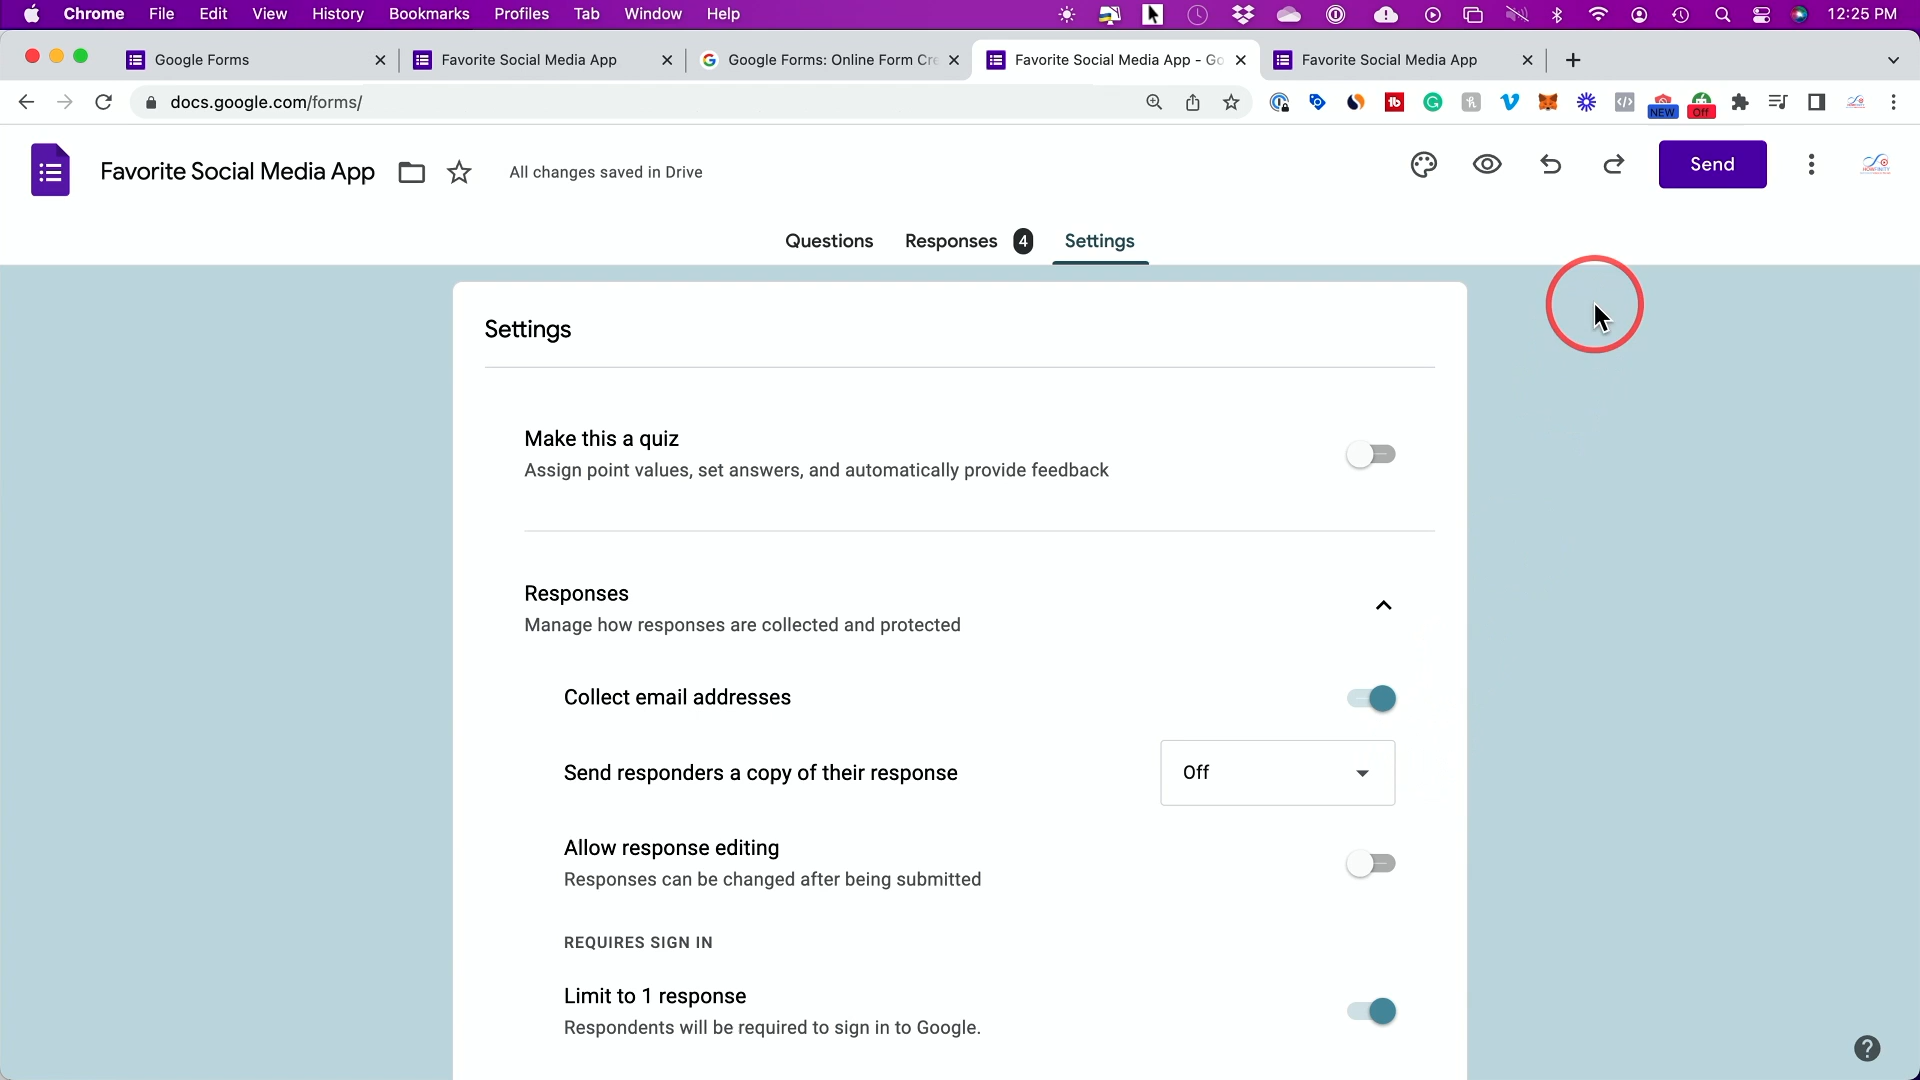 Chrome File Edit View History Bookmarks Profiles Tab Window Help 12:25 PM
Google Forms Favorite Social Media App Google Forms: Online Form Cre Favorite Social Media App - Go Favorite Social Media App
docs.google.com/forms/
NEW Off
Favorite Social Media App All changes saved in Drive Send
Questions Responses 4 Settings
Settings
Make this a quiz
Assign point values, set answers, and automatically provide feedback
Responses
Manage how responses are collected and protected
Collect email addresses
Send responders a copy of their response Off
Allow response editing
Responses can be changed after being submitted
REQUIRES SIGN IN
Limit to 1 response
Respondents will be required to sign in to Google.